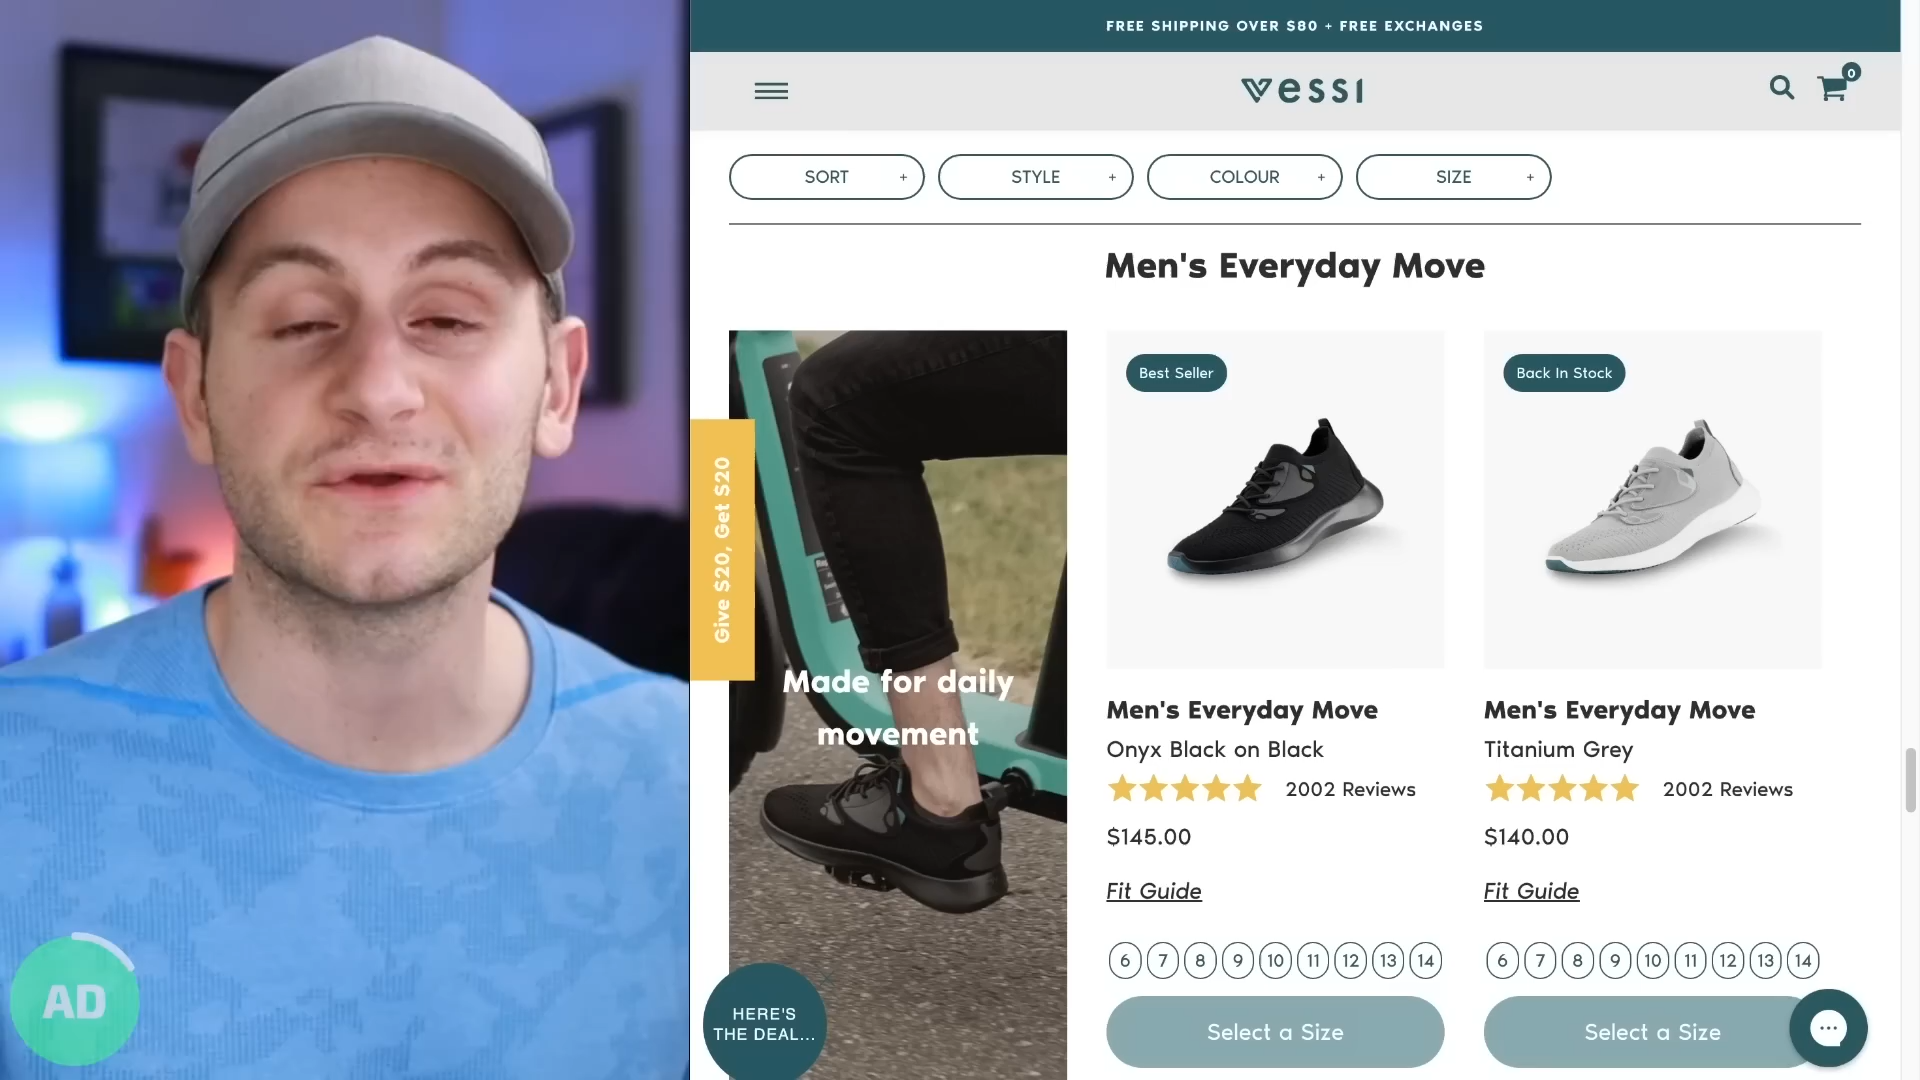 FREE SHIPPING OVER $80 + FREE EXCHANGES
vessi
0
SORT +
STYLE +
COLOUR +
SIZE +
Men's Everyday Move
Give $20, Get $20
Made for daily
movement
Best Seller
Men's Everyday Move
Onyx Black on Black
2002 Reviews
$145.00
Fit Guide
6 7 8 9 10 11 12 13 14
Select a Size
Back In Stock
Men's Everyday Move
Titanium Grey
2002 Reviews
$140.00
Fit Guide
6 7 8 9 10 11 12 13 14
Select a Size
HERE'S
THE DEAL...
AD